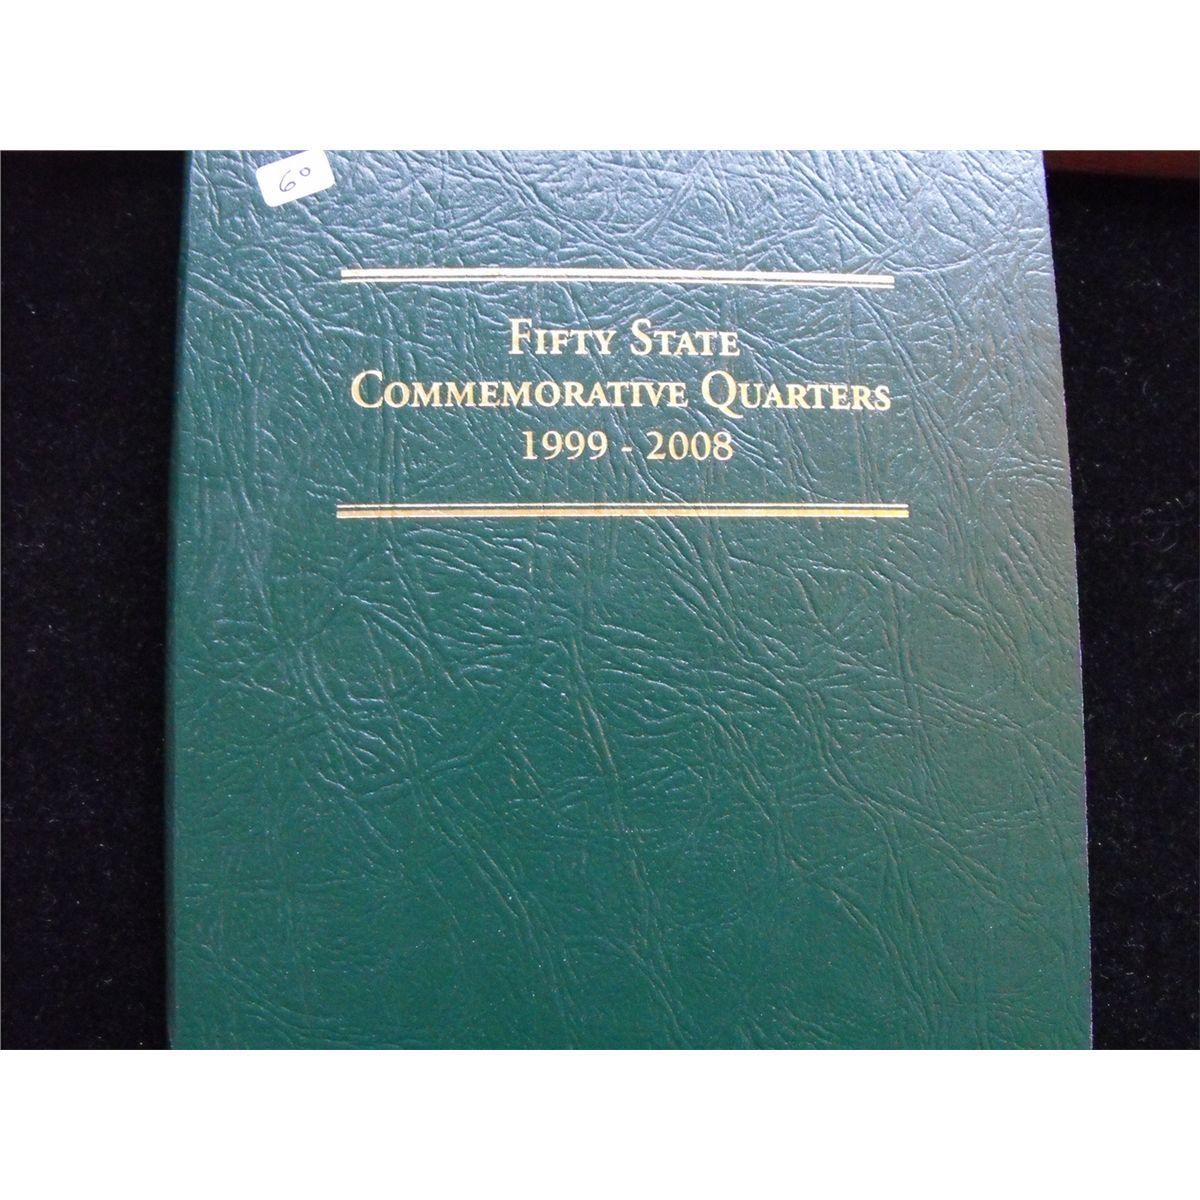 60
FIFTY STATE
COMMEMORATIVE QUARTERS
1999 - 2008